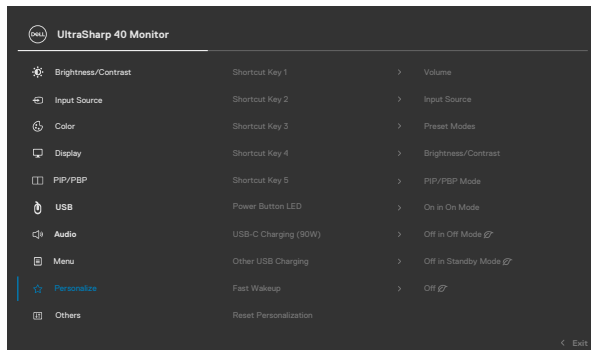 DELL UltraSharp 40 Monitor
Brightness/Contrast Shortcut Key 1 > Volume
Input Source Shortcut Key 2 > Input Source
Color Shortcut Key 3 > Preset Modes
Display Shortcut Key 4 > Brightness/Contrast
PIP/PBP Shortcut Key 5 > PIP/PBP Mode
USB Power Button LED On in On Mode
Audio USB-C Charging (90W) > Off in Off Mode
Menu Other USB Charging > Off in Standby Mode
Personalize Fast Wakeup > Off
Others Reset Personalization
< Exit